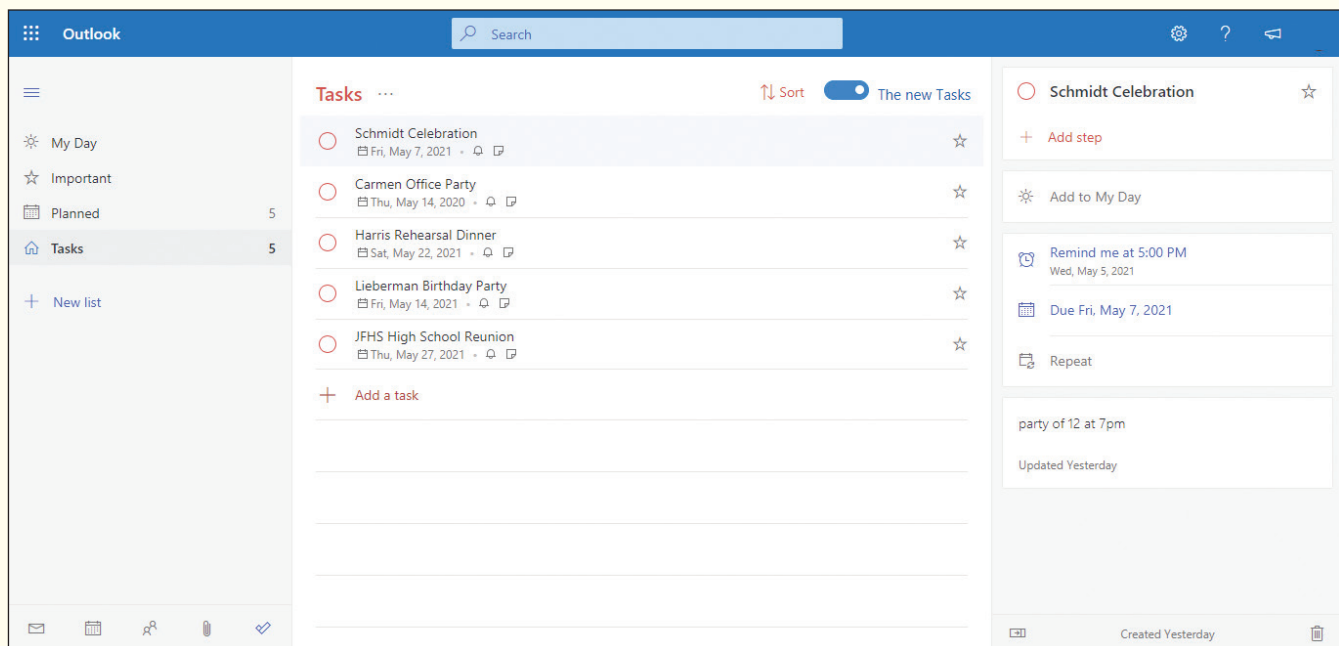 Outlook
Search
My Day
Important
Planned 5
Tasks 5
New list
Tasks ...
Sort
The new Tasks
Schmidt Celebration
Fri, May 7, 2021
Carmen Office Party
Thu, May 14, 2020
Harris Rehearsal Dinner
Sat, May 22, 2021
Lieberman Birthday Party
Fri, May 14, 2021
JFHS High School Reunion
Thu, May 27, 2021
Add a task
Schmidt Celebration
Add step
Add to My Day
Remind me at 5:00 PM
Wed, May 5, 2021
Due Fri, May 7, 2021
Repeat
party of 12 at 7pm
Updated Yesterday
Created Yesterday